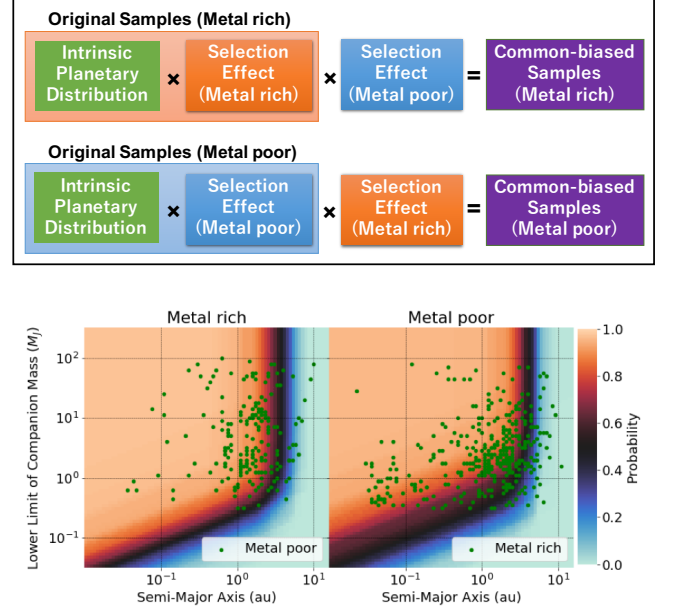 Original Samples (Metal rich)
Intrinsic
Planetary
Distribution
×
Selection
Effect
(Metal rich)
×
Selection
Effect
(Metal poor)
=
Common-biased
Samples
(Metal rich)
Original Samples (Metal poor)
Intrinsic
Planetary
Distribution
×
Selection
Effect
(Metal poor)
×
Selection
Effect
(Metal rich)
=
Common-biased
Samples
(Metal poor)
Metal rich
Metal poor
Lower Limit of Companion Mass (M_J)
10²
10¹
10⁰
10⁻¹
Metal poor
Metal rich
10⁻¹
10⁰
10¹
10⁻¹
10⁰
10¹
Semi-Major Axis (au)
Semi-Major Axis (au)
1.0
0.8
0.6
0.4
0.2
0.0
Probability